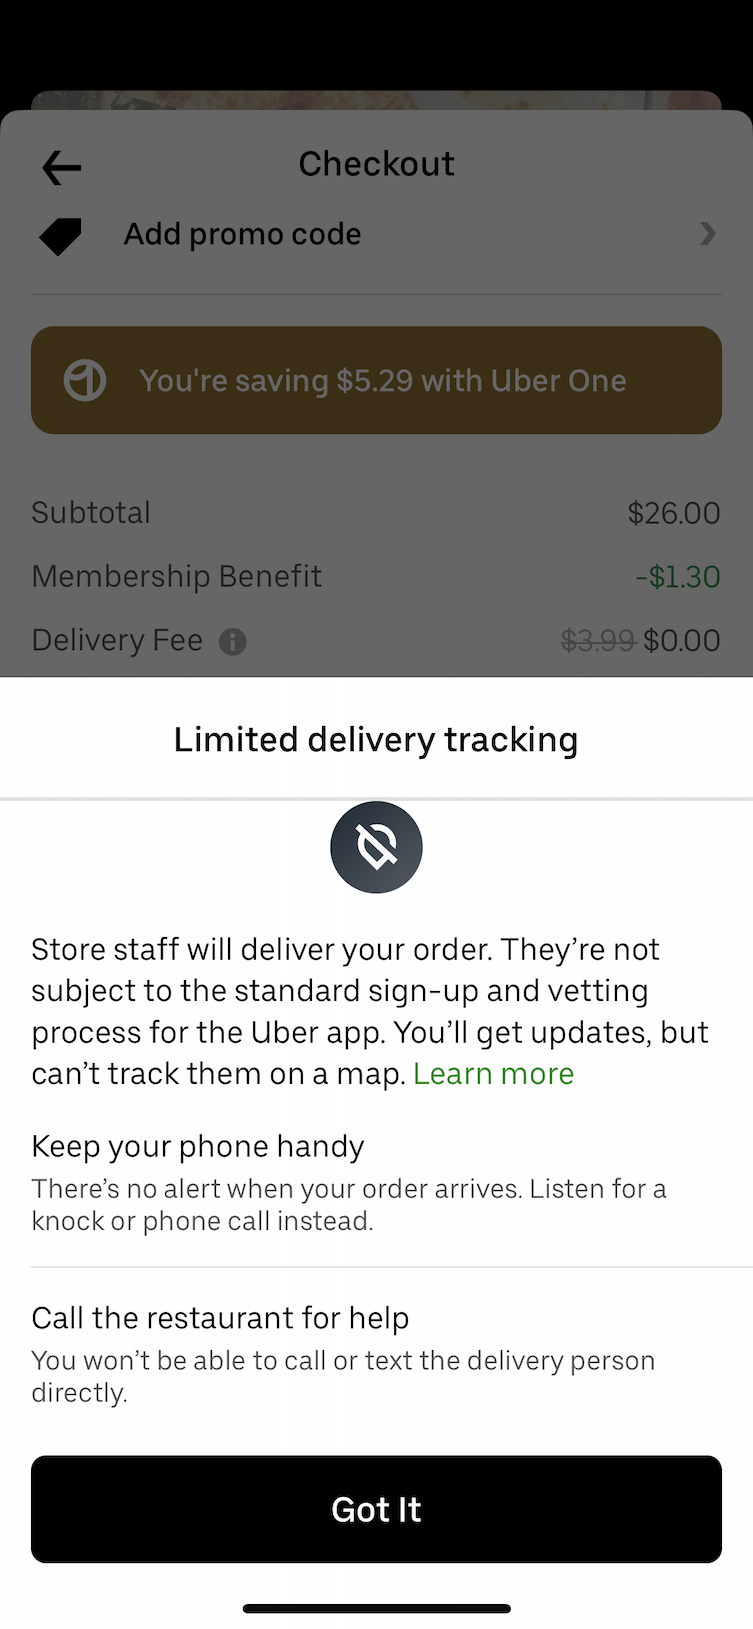 Checkout
Add promo code
You're saving $5.29 with Uber One
Subtotal $26.00
Membership Benefit -$1.30
Delivery Fee $3.99 $0.00
Limited delivery tracking
Store staff will deliver your order. They’re not
subject to the standard sign-up and vetting
process for the Uber app. You’ll get updates, but
can’t track them on a map. Learn more
Keep your phone handy
There’s no alert when your order arrives. Listen for a
knock or phone call instead.
Call the restaurant for help
You won’t be able to call or text the delivery person
directly.
Got It